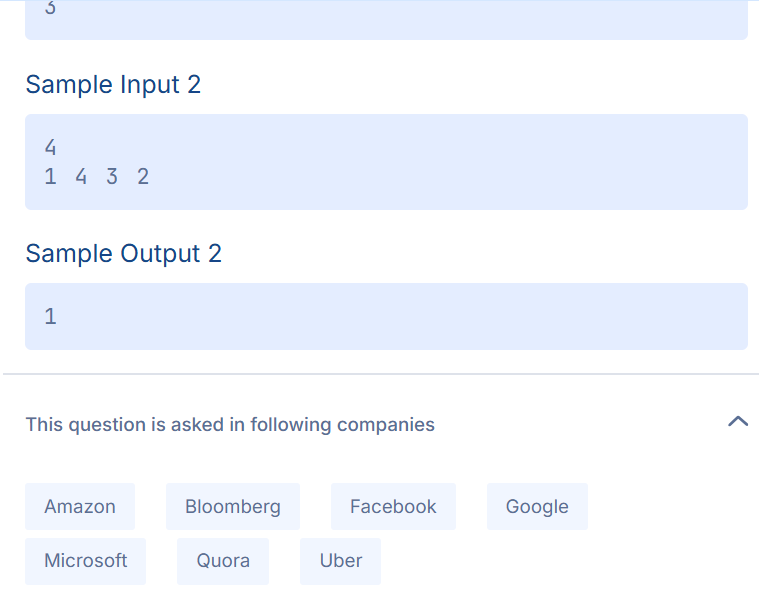 3
Sample Input 2
4
1 4 3 2
Sample Output 2
1
This question is asked in following companies
Amazon Bloomberg Facebook Google
Microsoft Quora Uber